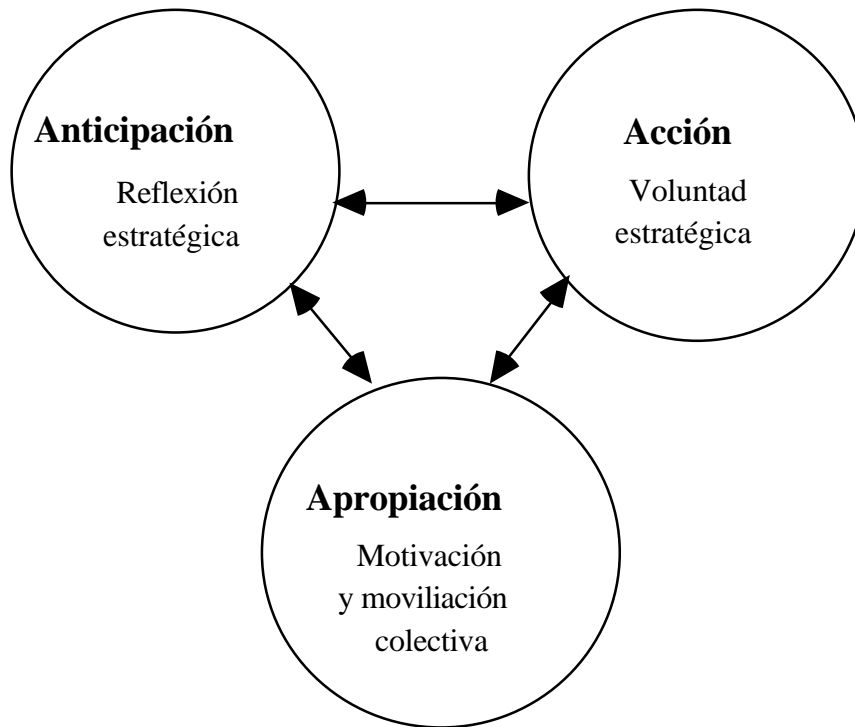 Anticipación
Reflexión
estratégica
Acción
Voluntad
estratégica
Apropiación
Motivación
y moviliación
colectiva